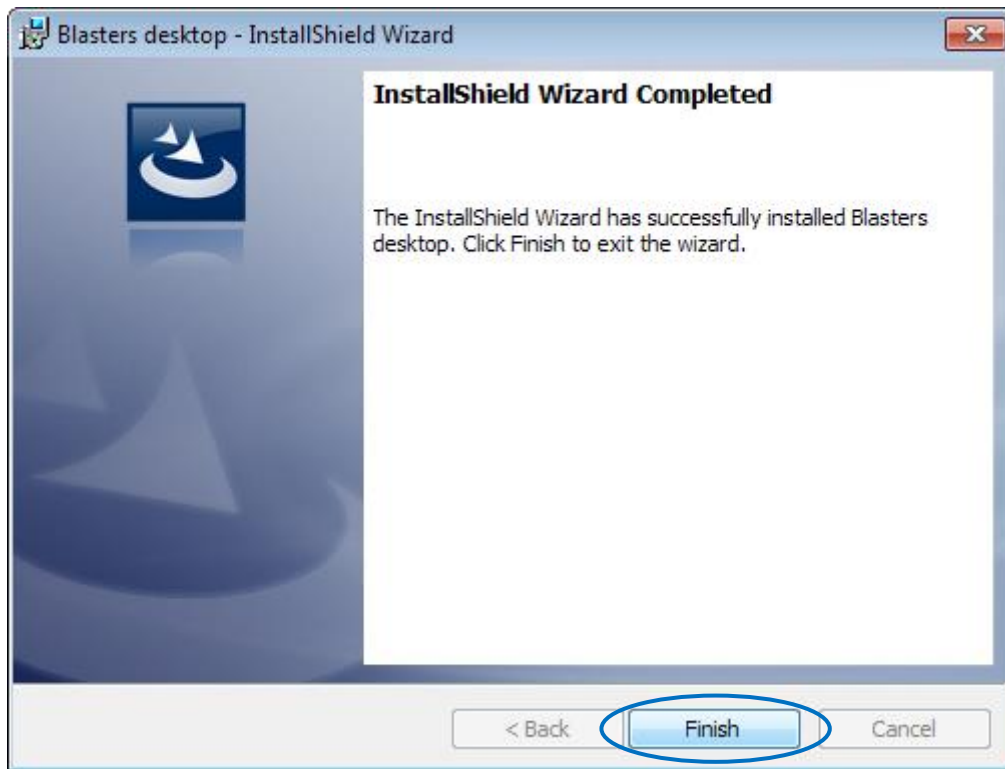 Blasters desktop - InstallShield Wizard
InstallShield Wizard Completed
The InstallShield Wizard has successfully installed Blasters
desktop. Click Finish to exit the wizard.
< Back
Finish
Cancel